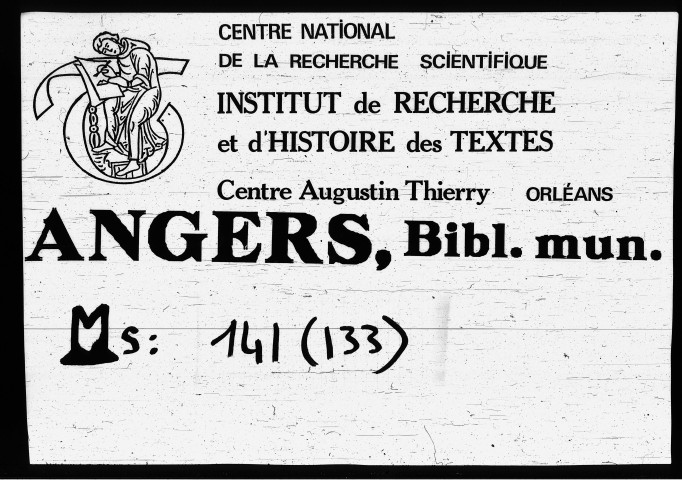 CENTRE NATIONAL
DE LA RECHERCHE SCIENTIFIQUE
INSTITUT de RECHERCHE
et d'HISTOIRE des TEXTES
Centre Augustin Thierry ORLÉANS
ANGERS, Bibl. mun.
Ms: 141 (133)